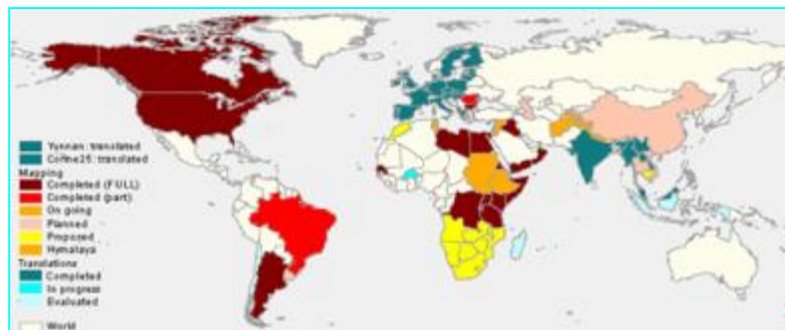 Yunnan: translated
Corine25: translated
Mapping
Completed (FULL)
Completed (part)
On going
Planned
Proposed
Hymalaya
Translations
Completed
In progress
Evaluated
World